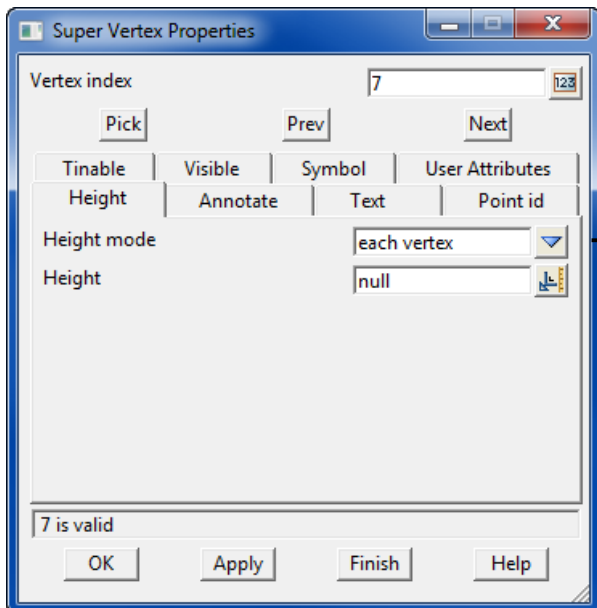 Super Vertex Properties
Vertex index 7 123
Pick Prev Next
Tinable Visible Symbol User Attributes
Height Annotate Text Point id
Height mode each vertex
Height null
7 is valid
OK Apply Finish Help